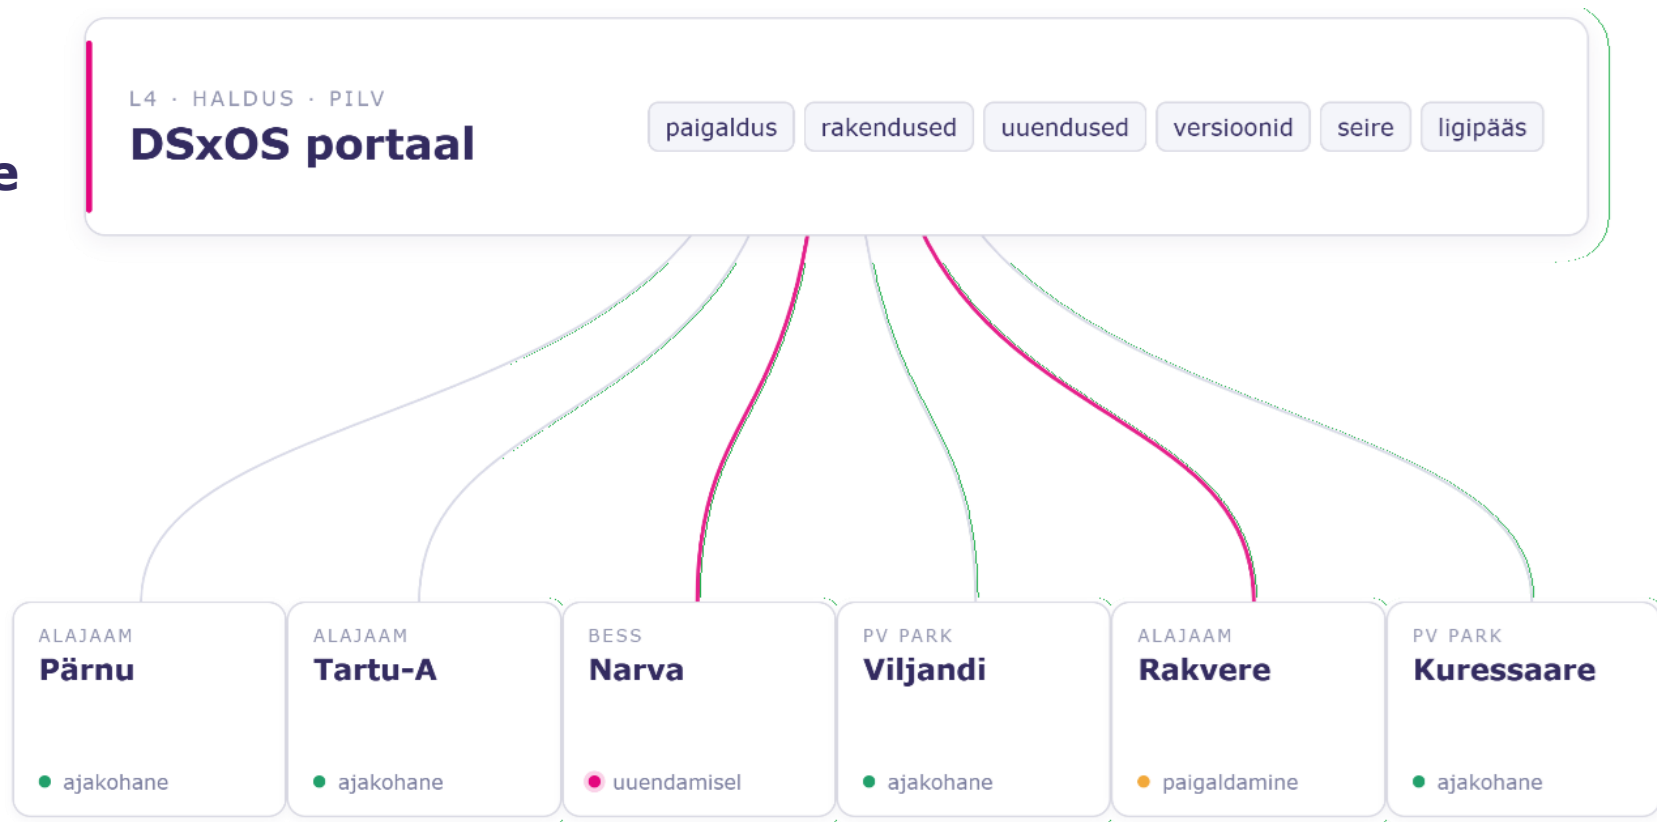 L4 · HALDUS · PILV
DSxOS portaal
paigaldus rakendused uuendused versioonid seire ligipääs
e
ALAJAAM
Pärnu
ajakohane
ALAJAAM
Tartu-A
ajakohane
BESS
Narva
uuendamisel
PV PARK
Viljandi
ajakohane
ALAJAAM
Rakvere
paigaldamine
PV PARK
Kuressaare
ajakohane